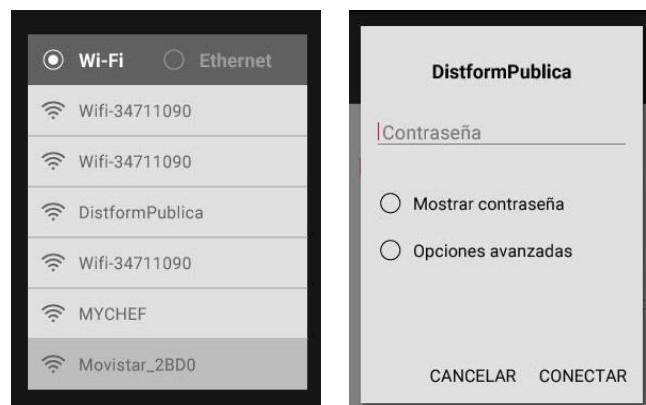 Wi-Fi Ethernet
Wifi-34711090
Wifi-34711090
DistformPublica
Wifi-34711090
MYCHEF
Movistar_2BD0
DistformPublica
Contraseña
Mostrar contraseña
Opciones avanzadas
CANCELAR CONECTAR